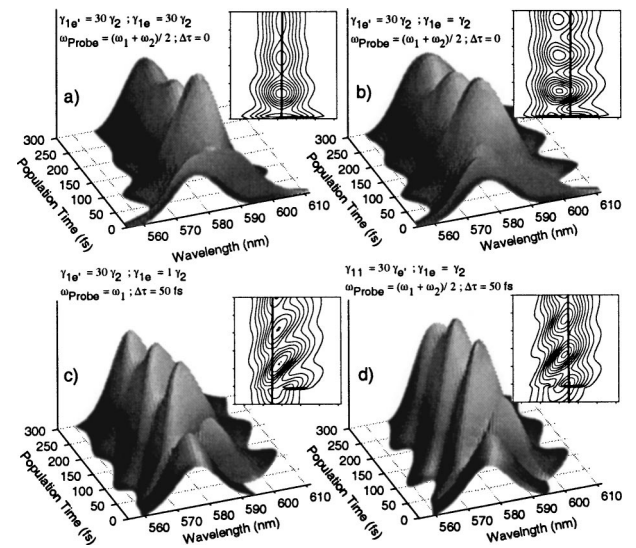 γ1e' = 30 γ2 ; γ1e = 30 γ2
ωProbe = (ω1 + ω2) / 2 ; Δτ = 0
a)
300
250
200
150
100
50
0
Population Time (fs)
560
570
580
590
600
610
Wavelength (nm)
γ1e' = 30 γ2 ; γ1e = γ2
ωProbe = (ω1 + ω2) / 2 ; Δτ = 0
b)
300
250
200
150
100
50
0
Population Time (fs)
560
570
580
590
600
610
Wavelength (nm)
γ1e' = 30 γ2 ; γ1e = 1 γ2
ωProbe = ω1 ; Δτ = 50 fs
c)
300
250
200
150
100
50
0
Population Time (fs)
560
570
580
590
600
610
Wavelength (nm)
γ11 = 30 γe' ; γ1e = γ2
ωProbe = (ω1 + ω2) / 2 ; Δτ = 50 fs
d)
300
250
200
150
100
50
0
Population Time (fs)
560
570
580
590
600
610
Wavelength (nm)